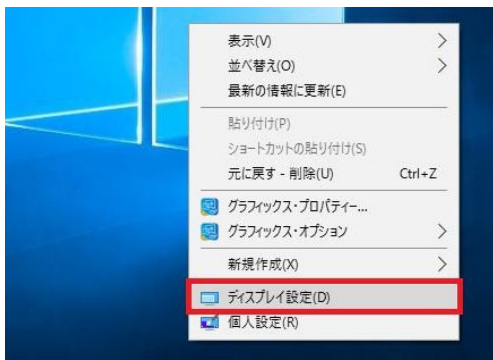 表示(V)
並べ替え(O)
最新の情報に更新(E)
貼り付け(P)
ショートカットの貼り付け(S)
元に戻す - 削除(U) Ctrl+Z
グラフィックス・プロパティー...
グラフィックス・オプション
新規作成(X)
ディスプレイ設定(D)
個人設定(R)